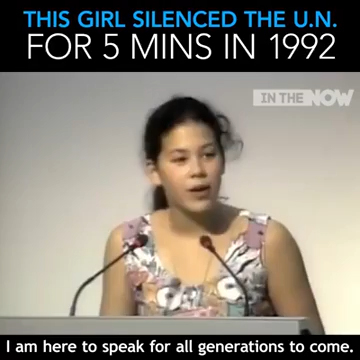 THIS GIRL SILENCED THE U.N.
FOR 5 MINS IN 1992
IN THE NOW
I am here to speak for all generations to come.